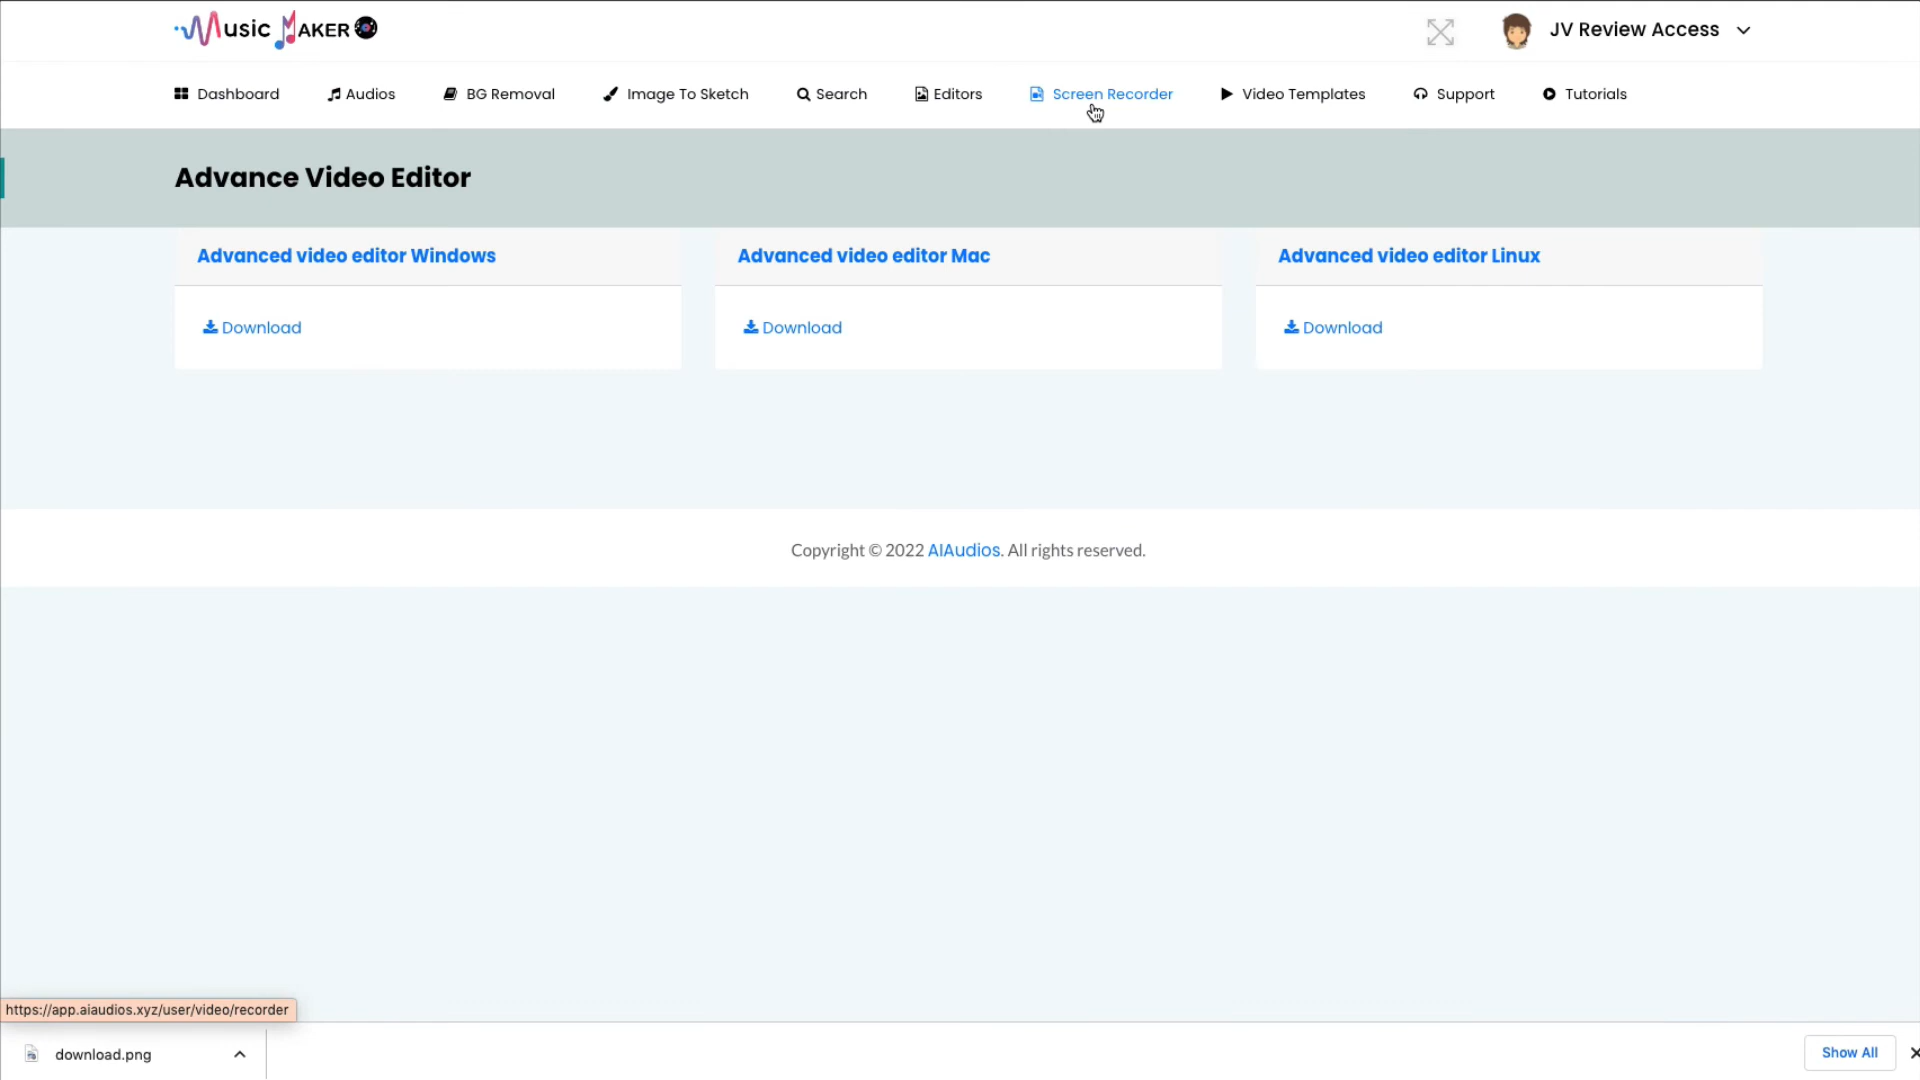 Music Maker
JV Review Access
Dashboard
Audios
BG Removal
Image To Sketch
Search
Editors
Screen Recorder
Video Templates
Support
Tutorials
Advance Video Editor
Advanced video editor Windows
Advanced video editor Mac
Advanced video editor Linux
Download
Download
Download
Copyright © 2022 AIAudios. All rights reserved.
https://app.aiaudios.xyz/user/video/recorder
download.png
Show All